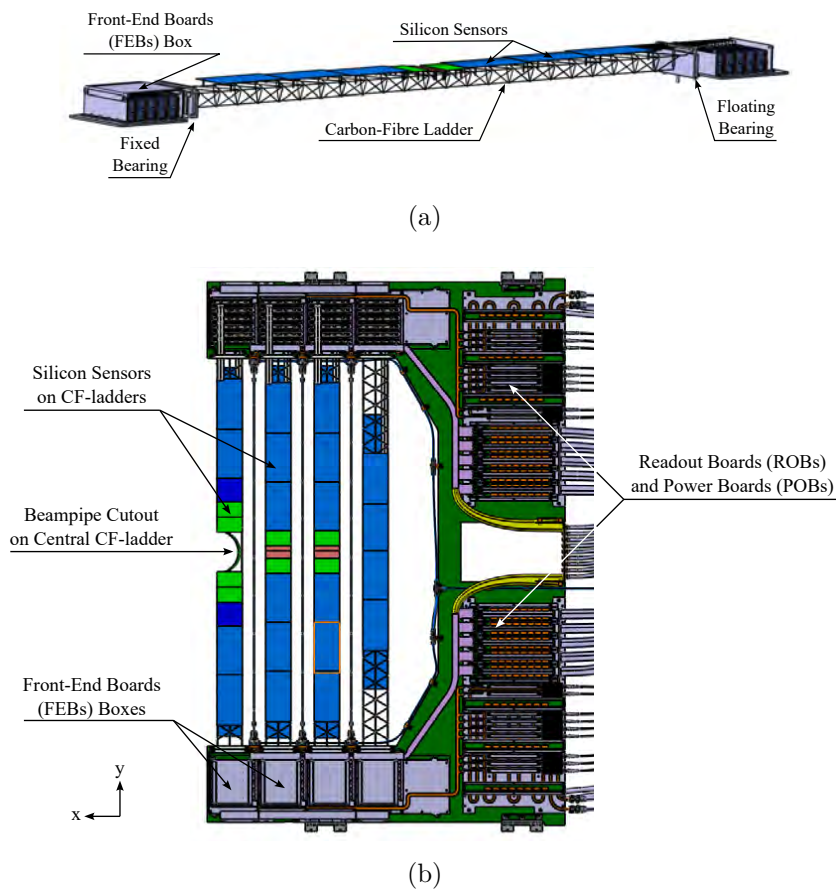 Front-End Boards
(FEBs) Box
Silicon Sensors
Fixed
Bearing
Carbon-Fibre Ladder
Floating
Bearing
(a)
Silicon Sensors
on CF-ladders
Beampipe Cutout
on Central CF-ladder
Readout Boards (ROBs)
and Power Boards (POBs)
Front-End Boards
(FEBs) Boxes
y
x
(b)